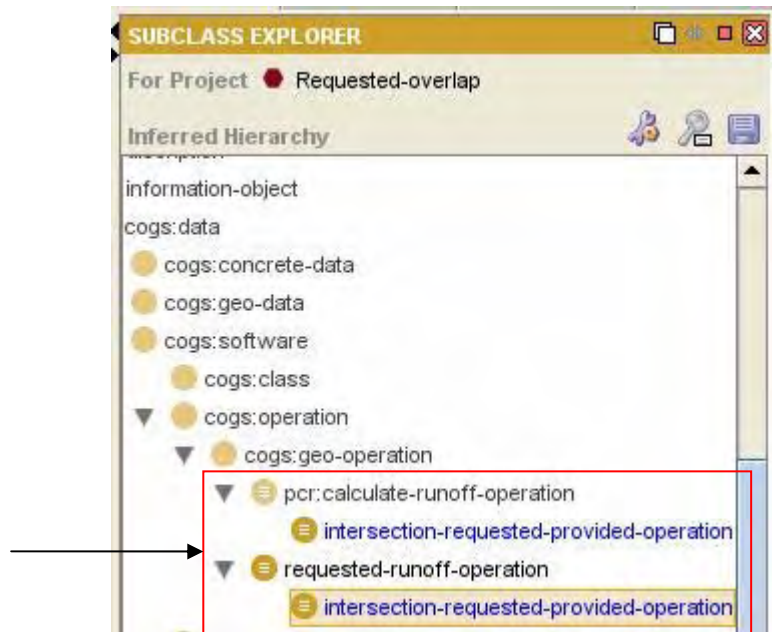 SUBCLASS EXPLORER
For Project Requested-overlap
Inferred Hierarchy
information-object
cogs:data
cogs:concrete-data
cogs:geo-data
cogs:software
cogs:class
cogs:operation
cogs:geo-operation
pcr:calculate-runoff-operation
intersection-requested-provided-operation
requested-runoff-operation
intersection-requested-provided-operation